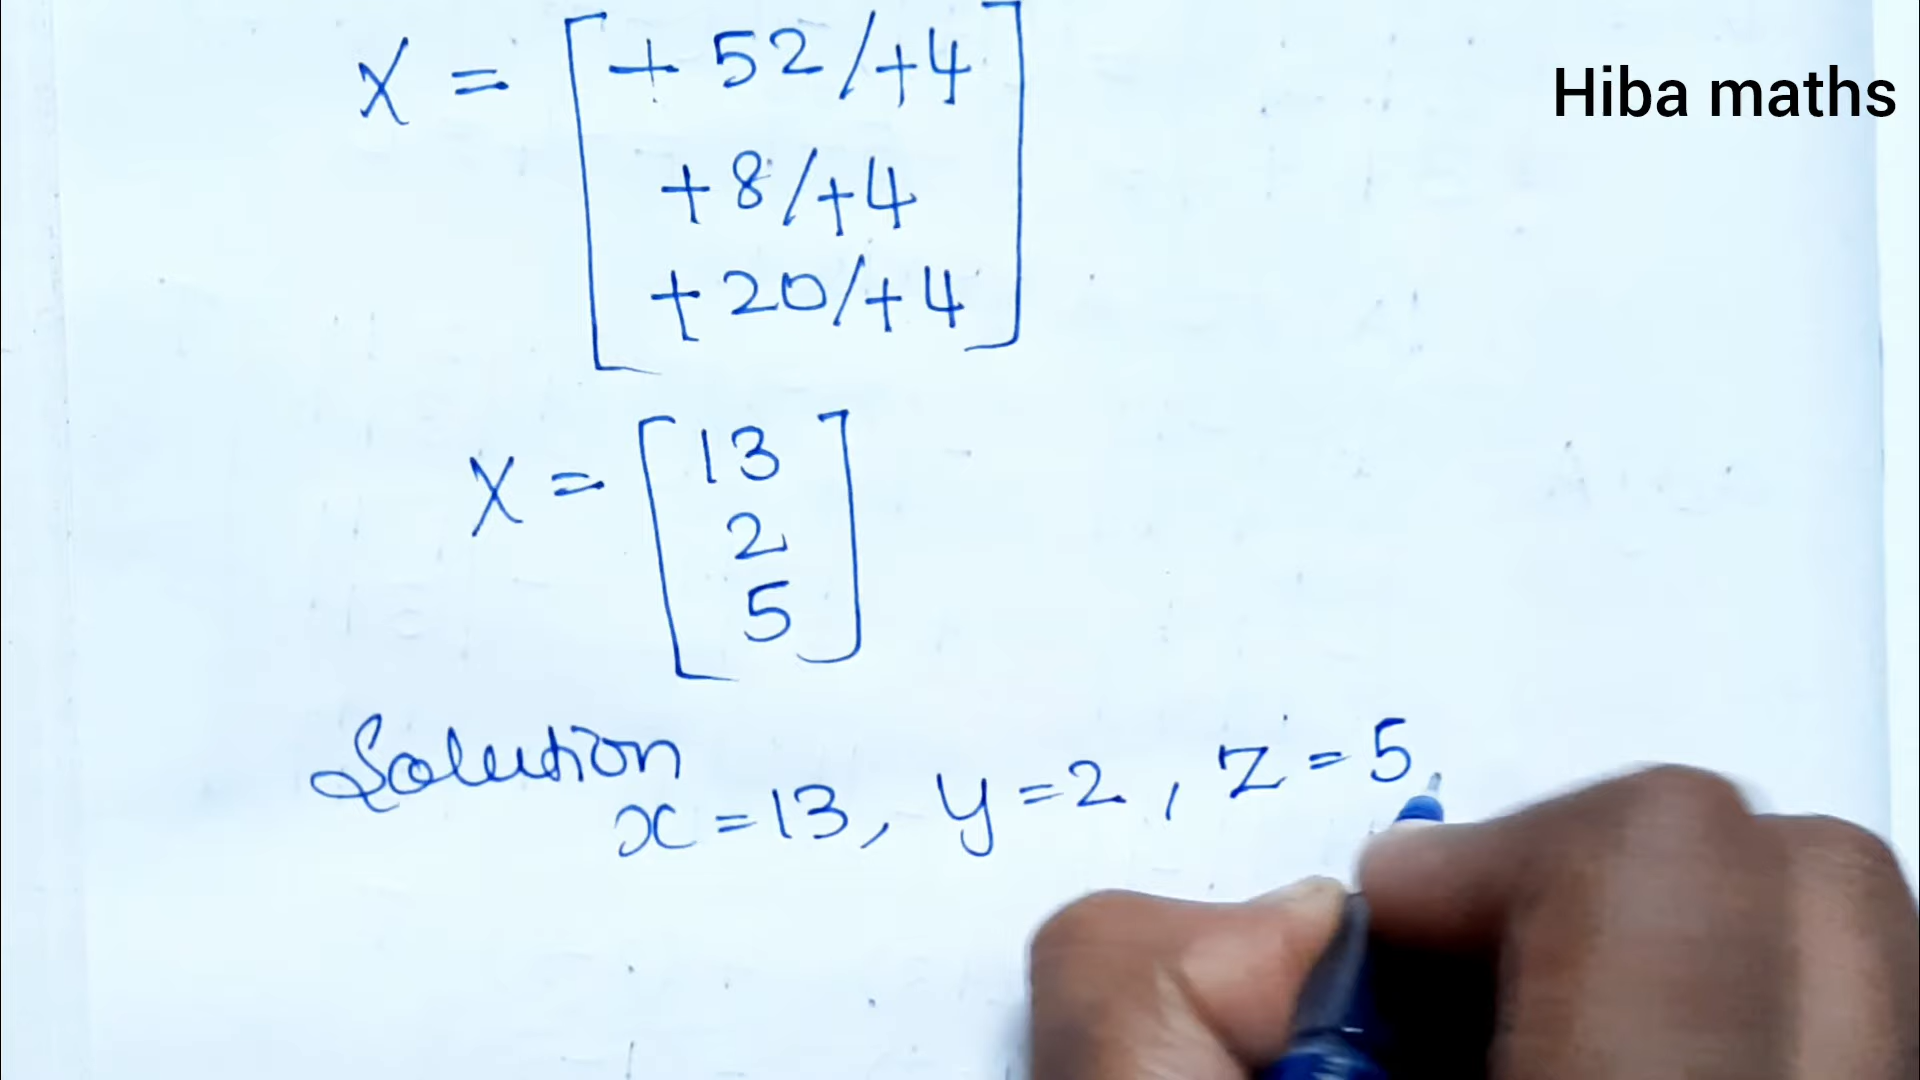 Hiba maths
X = [+ 52/+4
+8/+4
+20/+4]
X = [13
2
5]
Solution
x = 13, y = 2, z = 5